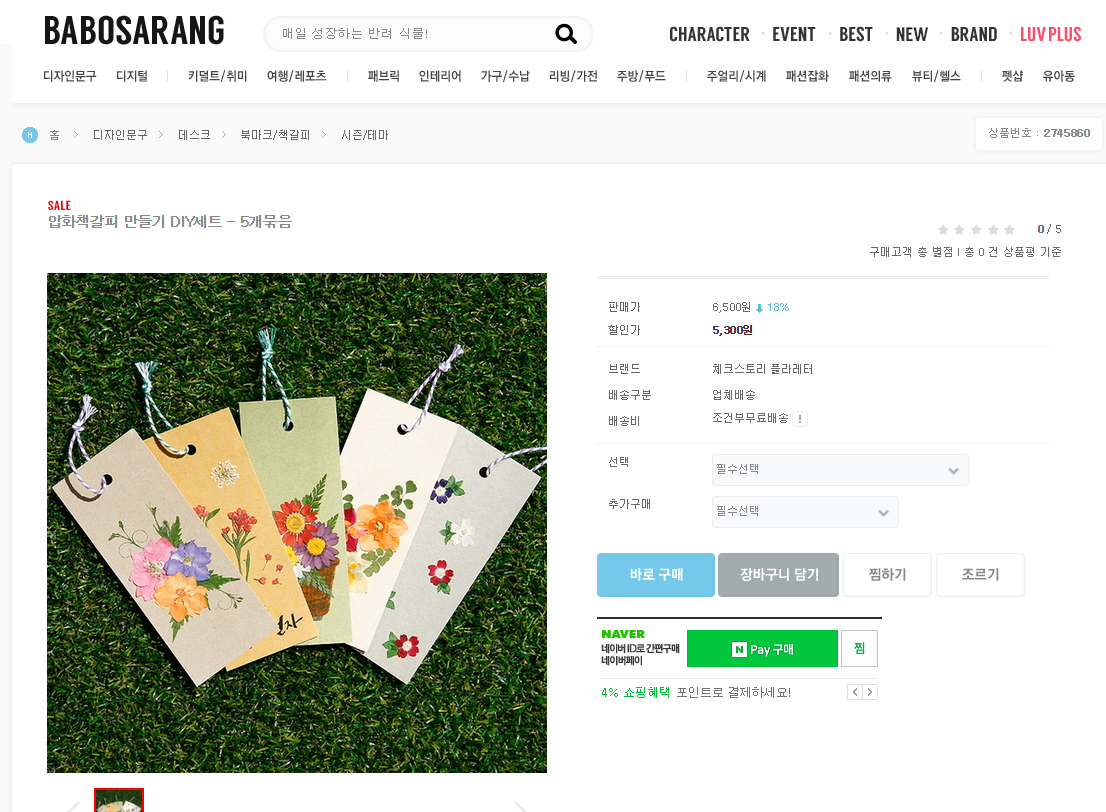 BABOSARANG
매일 성장하는 반려 식물!
CHARACTER · EVENT · BEST · NEW · BRAND · LUV PLUS
디자인문구 디지털 | 키덜트/취미 여행/레포츠 | 패브릭 인테리어 가구/수납 리빙/가전 주방/푸드 | 주얼리/시계 패션잡화 패션의류 뷰티/헬스 | 펫샵 유아동
H 홈 > 디자인문구 > 데스크 > 북마크/책갈피 > 시즌/테마
상품번호 : 2745860
SALE
압화책갈피 만들기 DIY세트 - 5개묶음
0 / 5
구매고객 총 별점 I 총 0 건 상품평 기준
판매가 6,500원 18%
할인가 5,300원
브랜드 체크스토리 플라레터
배송구분 업체배송
배송비 조건부무료배송 !
선택 필수선택
추가구매 필수선택
바로 구매 장바구니 담기 찜하기 조르기
NAVER
네이버 ID로 간편구매
네이버페이
N Pay 구매 찜
4% 쇼핑혜택 포인트로 결제하세요!